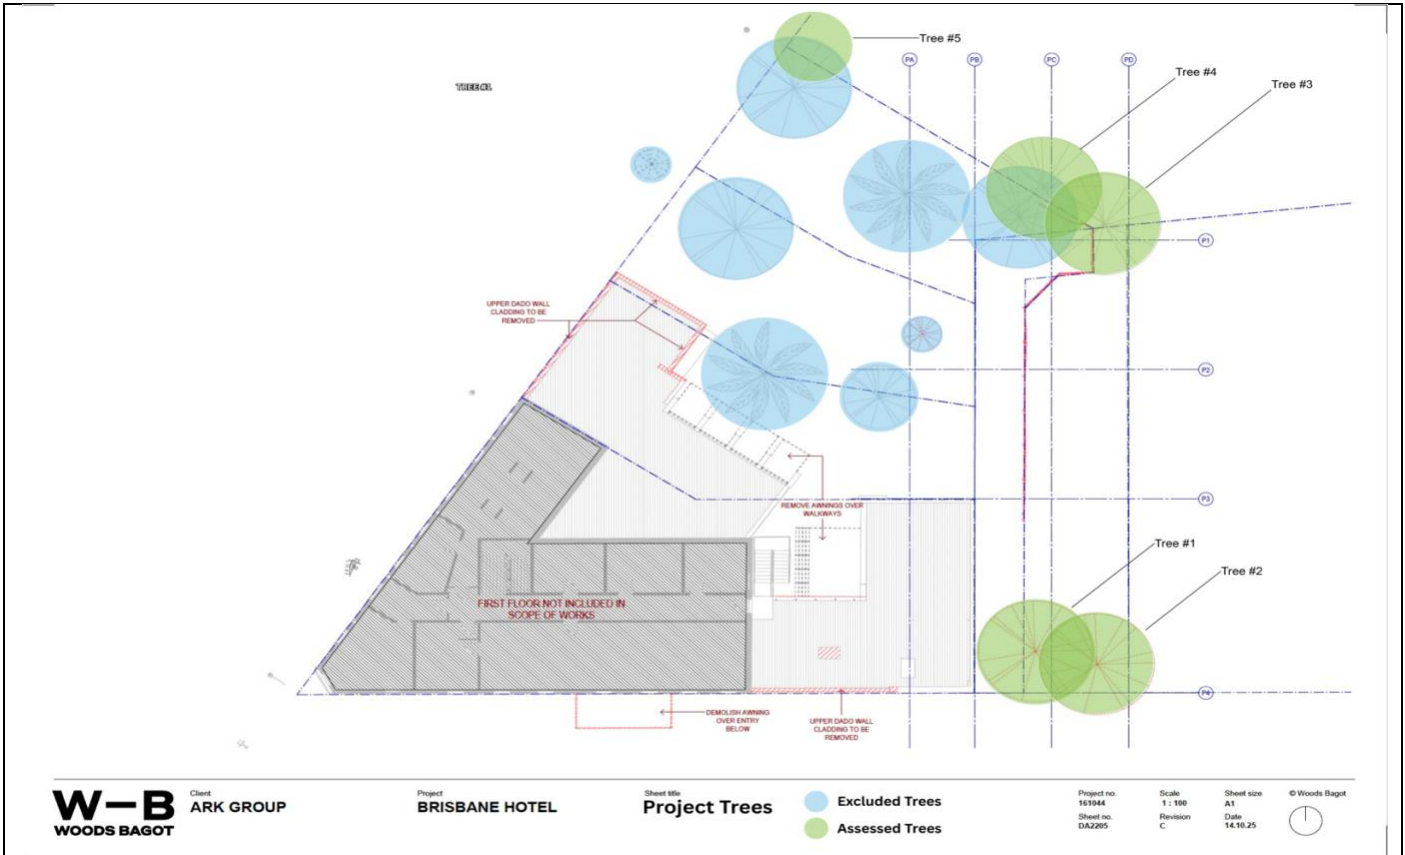 Tree #5
PA
PB
PC
PD
Tree #4
Tree #3
TREE#1
P1
UPPER DADO WALL
CLADDING TO BE
REMOVED
P2
P3
REMOVE AWNINGS OVER
WALKWAYS
Tree #1
Tree #2
FIRST FLOOR NOT INCLUDED IN
SCOPE OF WORKS
P4
DEMOLISH AWNING
OVER ENTRY
BELOW
UPPER DADO WALL
CLADDING TO BE
REMOVED
W—B
WOODS BAGOT
Client
ARK GROUP
Project
BRISBANE HOTEL
Sheet title
Project Trees
Excluded Trees
Assessed Trees
Project no.
161044
Sheet no.
DA2205
Scale
1 : 100
Revision
C
Sheet size
A1
Date
14.10.25
© Woods Bagot